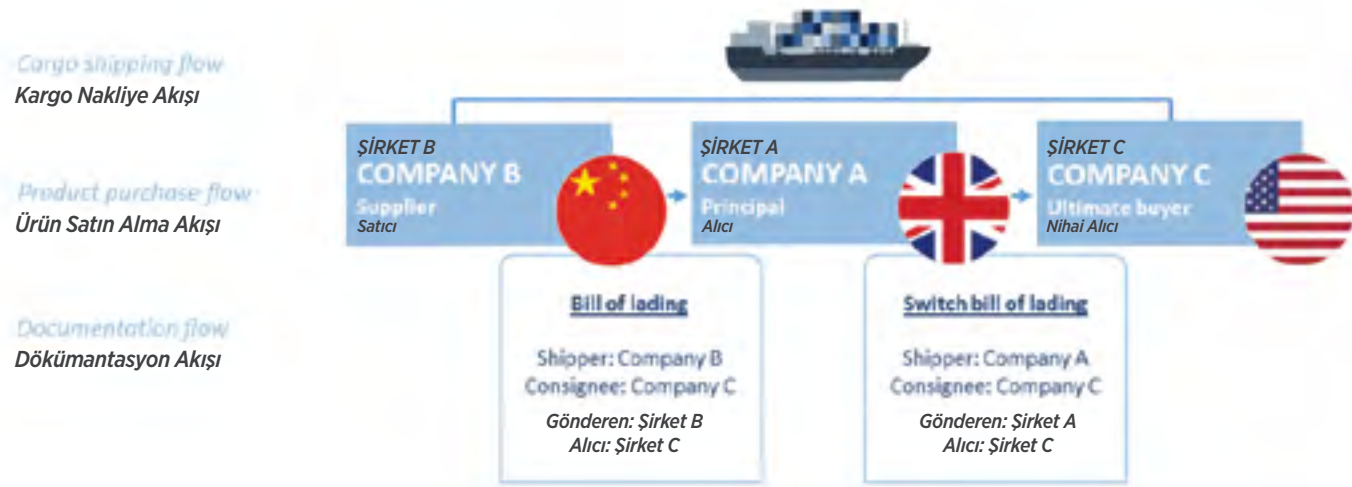 Cargo shipping flow
Kargo Nakliye Akışı
ŞİRKET B
COMPANY B
Supplier
Satıcı
ŞİRKET A
COMPANY A
Principal
Alıcı
ŞİRKET C
COMPANY C
Ultimate buyer
Nihai Alıcı
Product purchase flow
Ürün Satın Alma Akışı
Documentation flow
Dökümantasyon Akışı
Bill of lading
Shipper: Company B
Consignee: Company C
Gönderen: Şirket B
Alıcı: Şirket C
Switch bill of lading
Shipper: Company A
Consignee: Company C
Gönderen: Şirket A
Alıcı: Şirket C